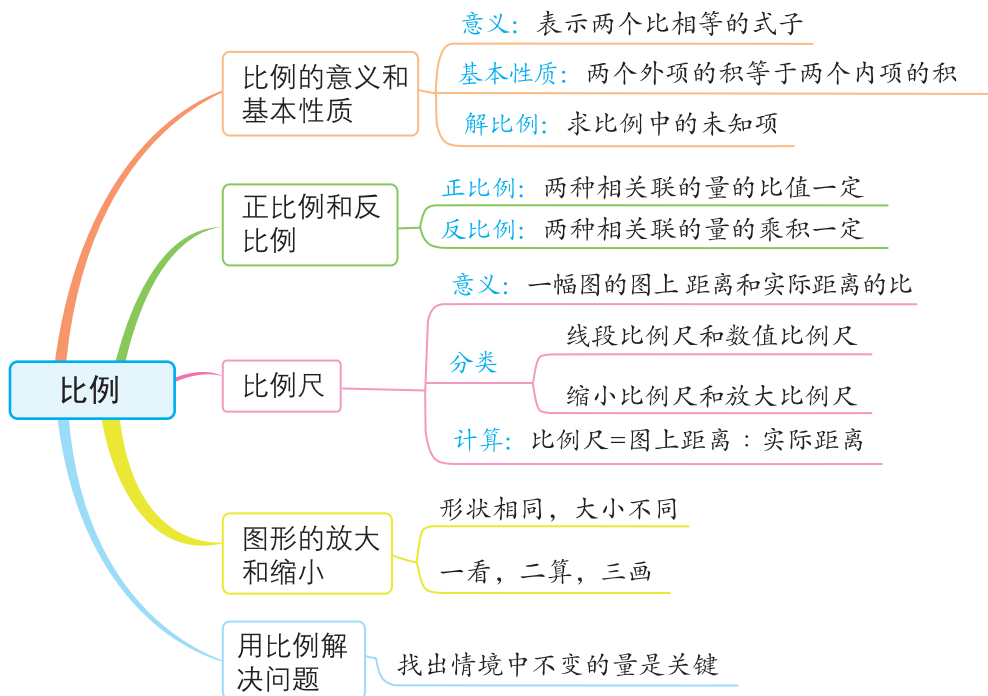 比例
比例的意义和
基本性质
意义：表示两个比相等的式子
基本性质：两个外项的积等于两个内项的积
解比例：求比例中的未知项
正比例和反
比例
正比例：两种相关联的量的比值一定
反比例：两种相关联的量的乘积一定
比例尺
意义：一幅图的图上距离和实际距离的比
分类
线段比例尺和数值比例尺
缩小比例尺和放大比例尺
计算：比例尺=图上距离：实际距离
图形的放大
和缩小
形状相同，大小不同
一看，二算，三画
用比例解
决问题
找出情境中不变的量是关键